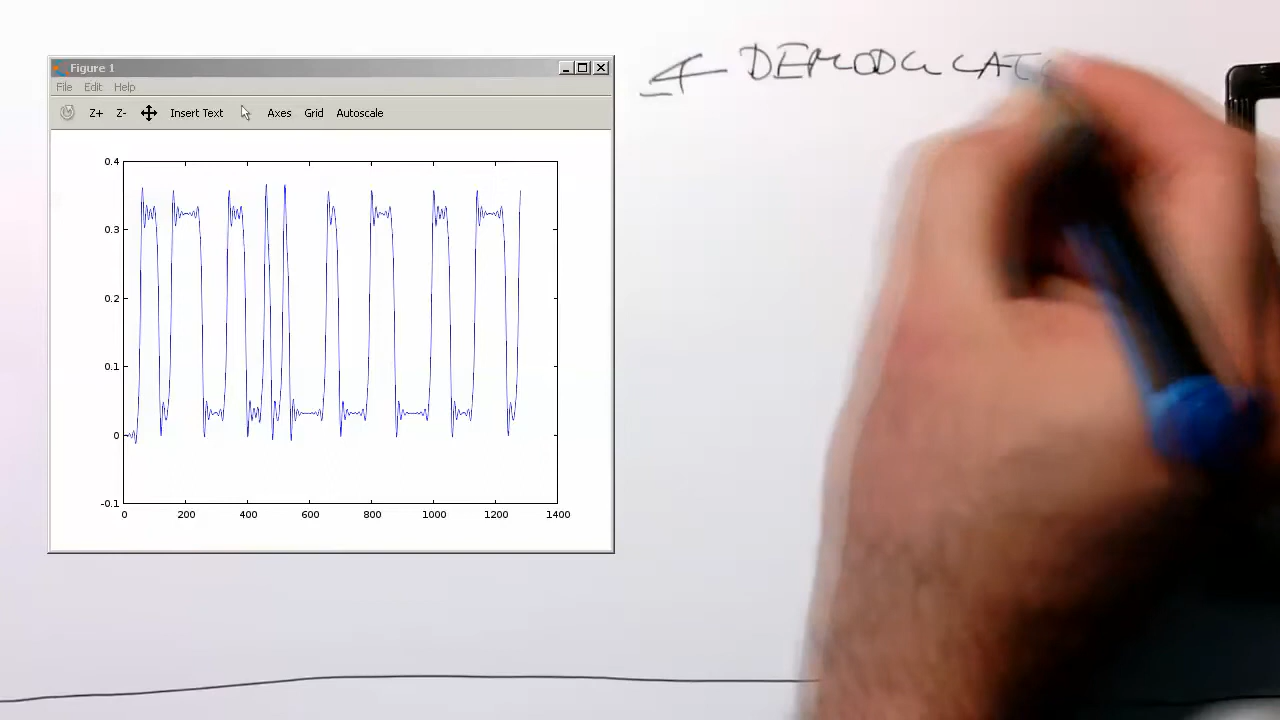 Figure 1
File Edit Help
Z+ Z- Insert Text Axes Grid Autoscale
0.4
0.3
0.2
0.1
0
-0.1
0 200 400 600 800 1000 1200 1400